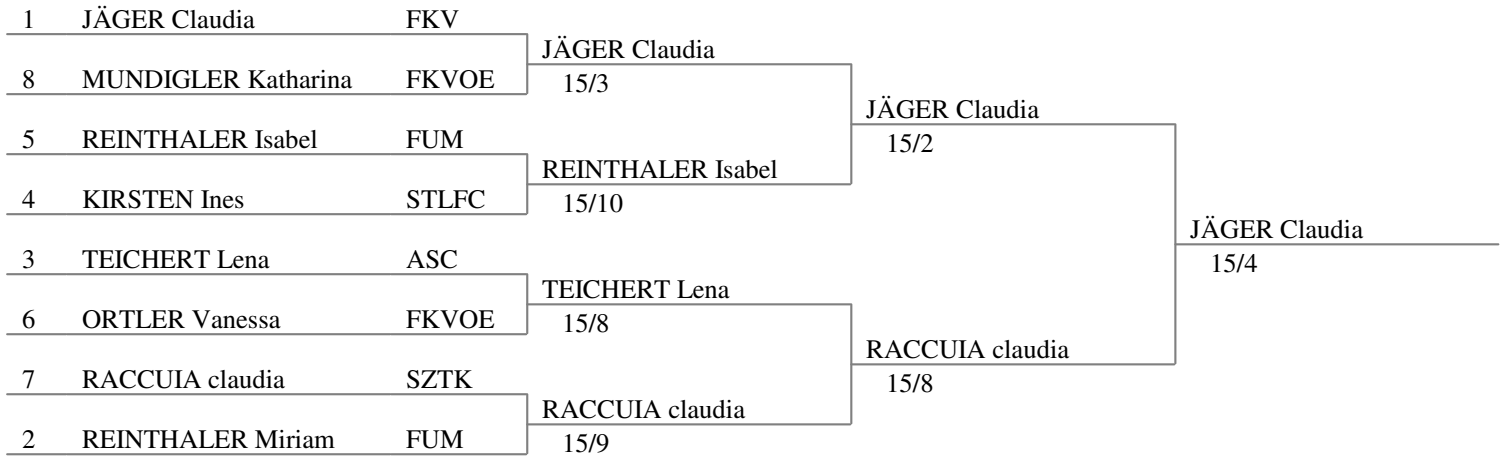 1 JÄGER Claudia FKV
JÄGER Claudia
8 MUNDIGLER Katharina FKVOE 15/3
JÄGER Claudia
5 REINTHALER Isabel FUM 15/2
REINTHALER Isabel
4 KIRSTEN Ines STLFC 15/10
JÄGER Claudia
3 TEICHERT Lena ASC 15/4
TEICHERT Lena
6 ORTLER Vanessa FKVOE 15/8
RACCUIA claudia
7 RACCUIA claudia SZTK 15/8
RACCUIA claudia
2 REINTHALER Miriam FUM 15/9